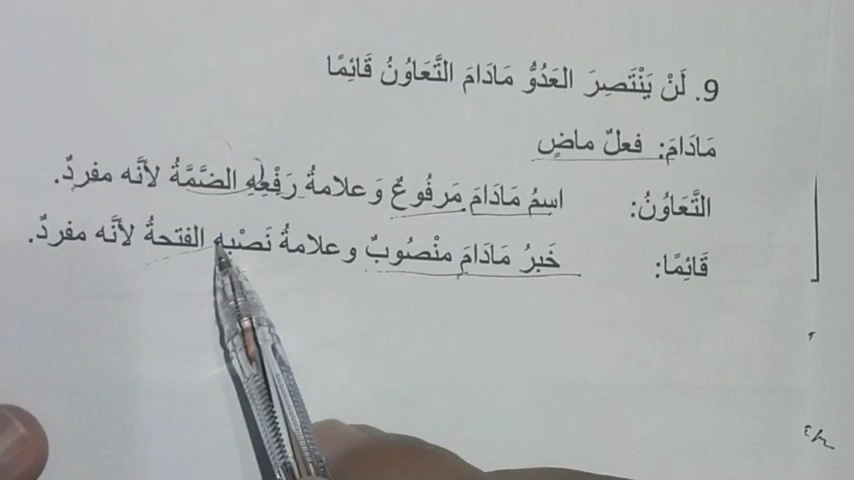 9. لَنْ يَنْتَصِرَ العَدُوُّ مَادَامَ التَّعَاوُنُ قَائِمًا
مَادَامَ: فعلٌ ماضٍ
التَّعَاوُنُ: اسمُ مَادَامَ مَرفُوعٌ وَعلامةُ رَفْعِهِ الضَّمَّةُ لأنَّه مفردٌ.
قَائِمًا: خَبرُ مَادَامَ منْصُوبٌ وعلامةُ نَصْبِهِ الفتحةُ لأنَّه مفردٌ.